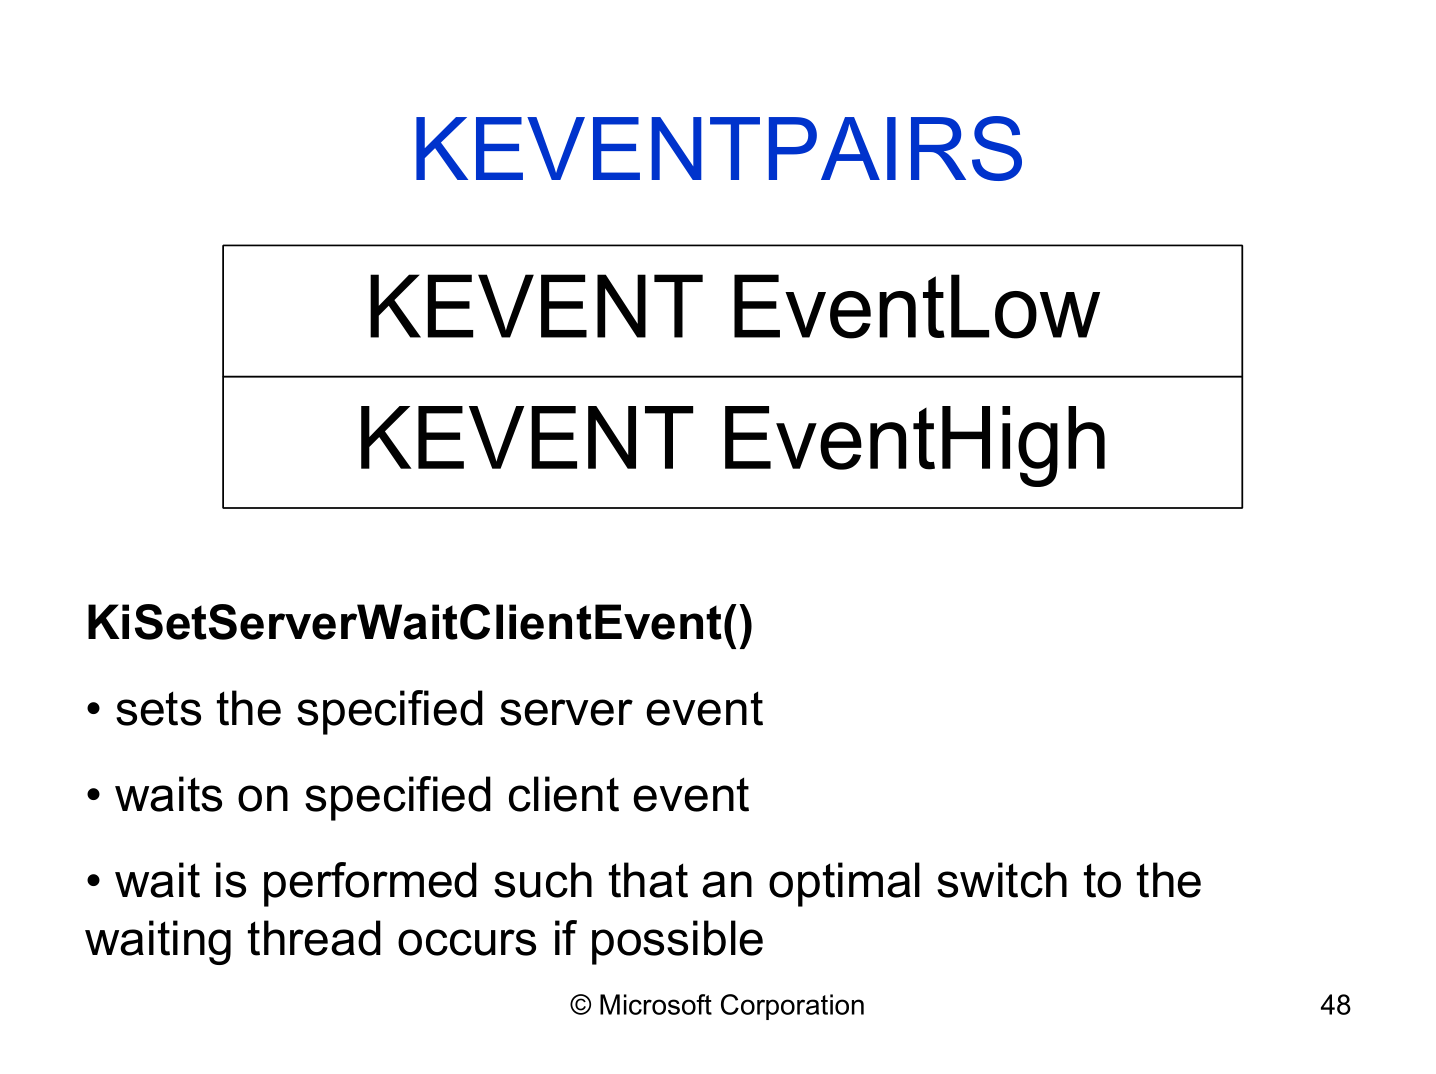 KEVENTPAIRS
KEVENT EventLow
KEVENT EventHigh
KiSetServerWaitClientEvent()
• sets the specified server event
• waits on specified client event
• wait is performed such that an optimal switch to the
waiting thread occurs if possible
© Microsoft Corporation
48